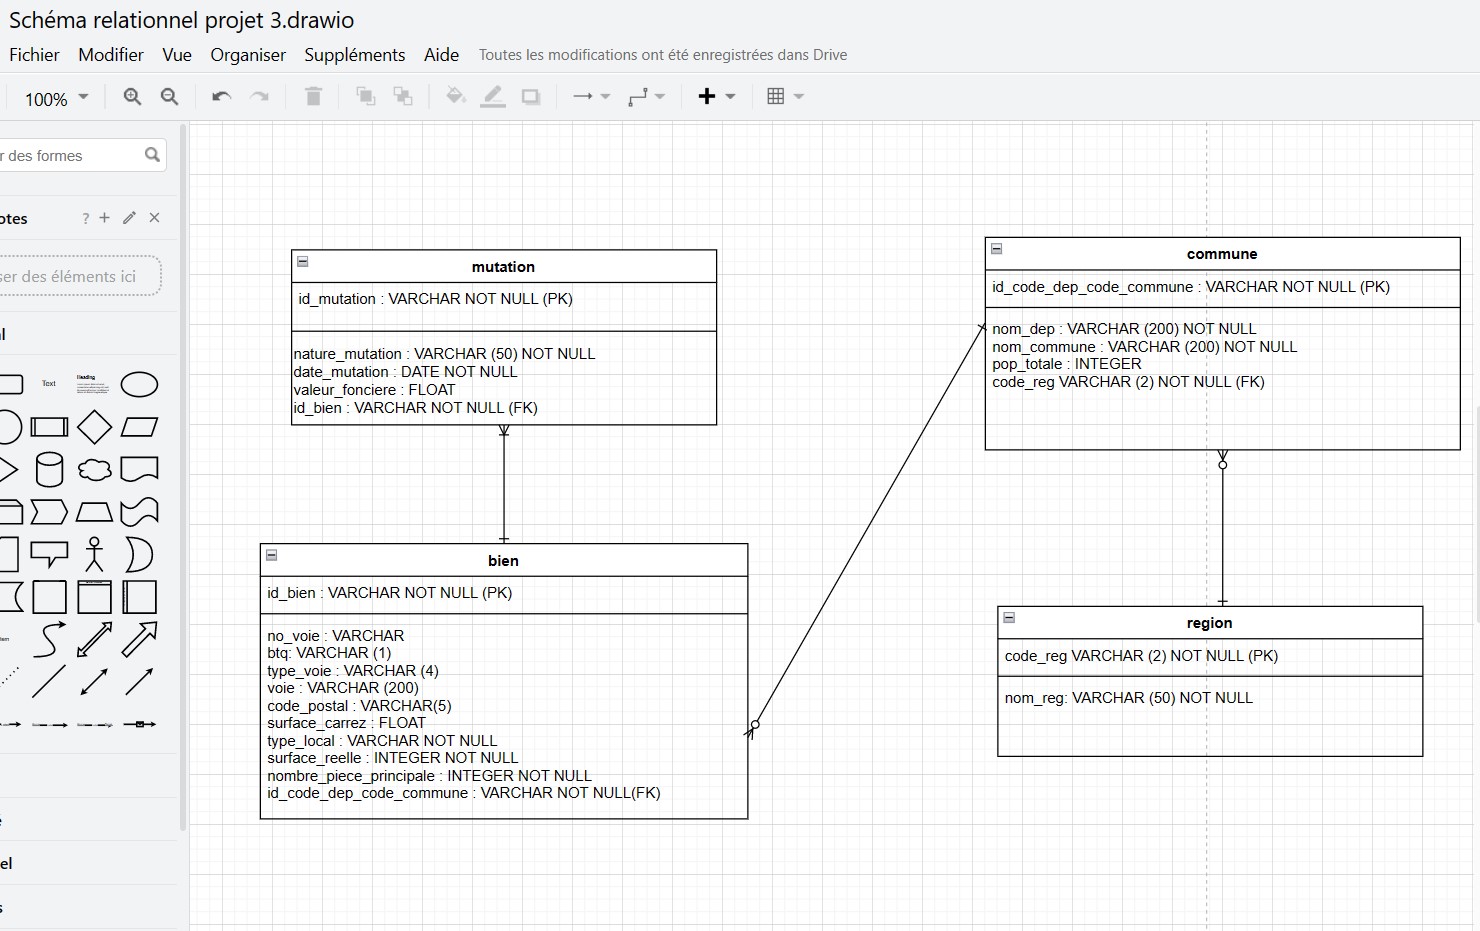 Schéma relationnel projet 3.drawio
Fichier Modifier Vue Organiser Suppléments Aide Toutes les modifications ont été enregistrées dans Drive
100%
r des formes
otes ? +
ser des éléments ici
Text
Heading
mutation
id_mutation : VARCHAR NOT NULL (PK)
nature_mutation : VARCHAR (50) NOT NULL
date_mutation : DATE NOT NULL
valeur_fonciere : FLOAT
id_bien : VARCHAR NOT NULL (FK)
commune
id_code_dep_code_commune : VARCHAR NOT NULL (PK)
nom_dep : VARCHAR (200) NOT NULL
nom_commune : VARCHAR (200) NOT NULL
pop_totale : INTEGER
code_reg VARCHAR (2) NOT NULL (FK)
bien
id_bien : VARCHAR NOT NULL (PK)
no_voie : VARCHAR
btq: VARCHAR (1)
type_voie : VARCHAR (4)
voie : VARCHAR (200)
code_postal : VARCHAR(5)
surface_carrez : FLOAT
type_local : VARCHAR NOT NULL
surface_reelle : INTEGER NOT NULL
nombre_piece_principale : INTEGER NOT NULL
id_code_dep_code_commune : VARCHAR NOT NULL(FK)
region
code_reg VARCHAR (2) NOT NULL (PK)
nom_reg: VARCHAR (50) NOT NULL
el